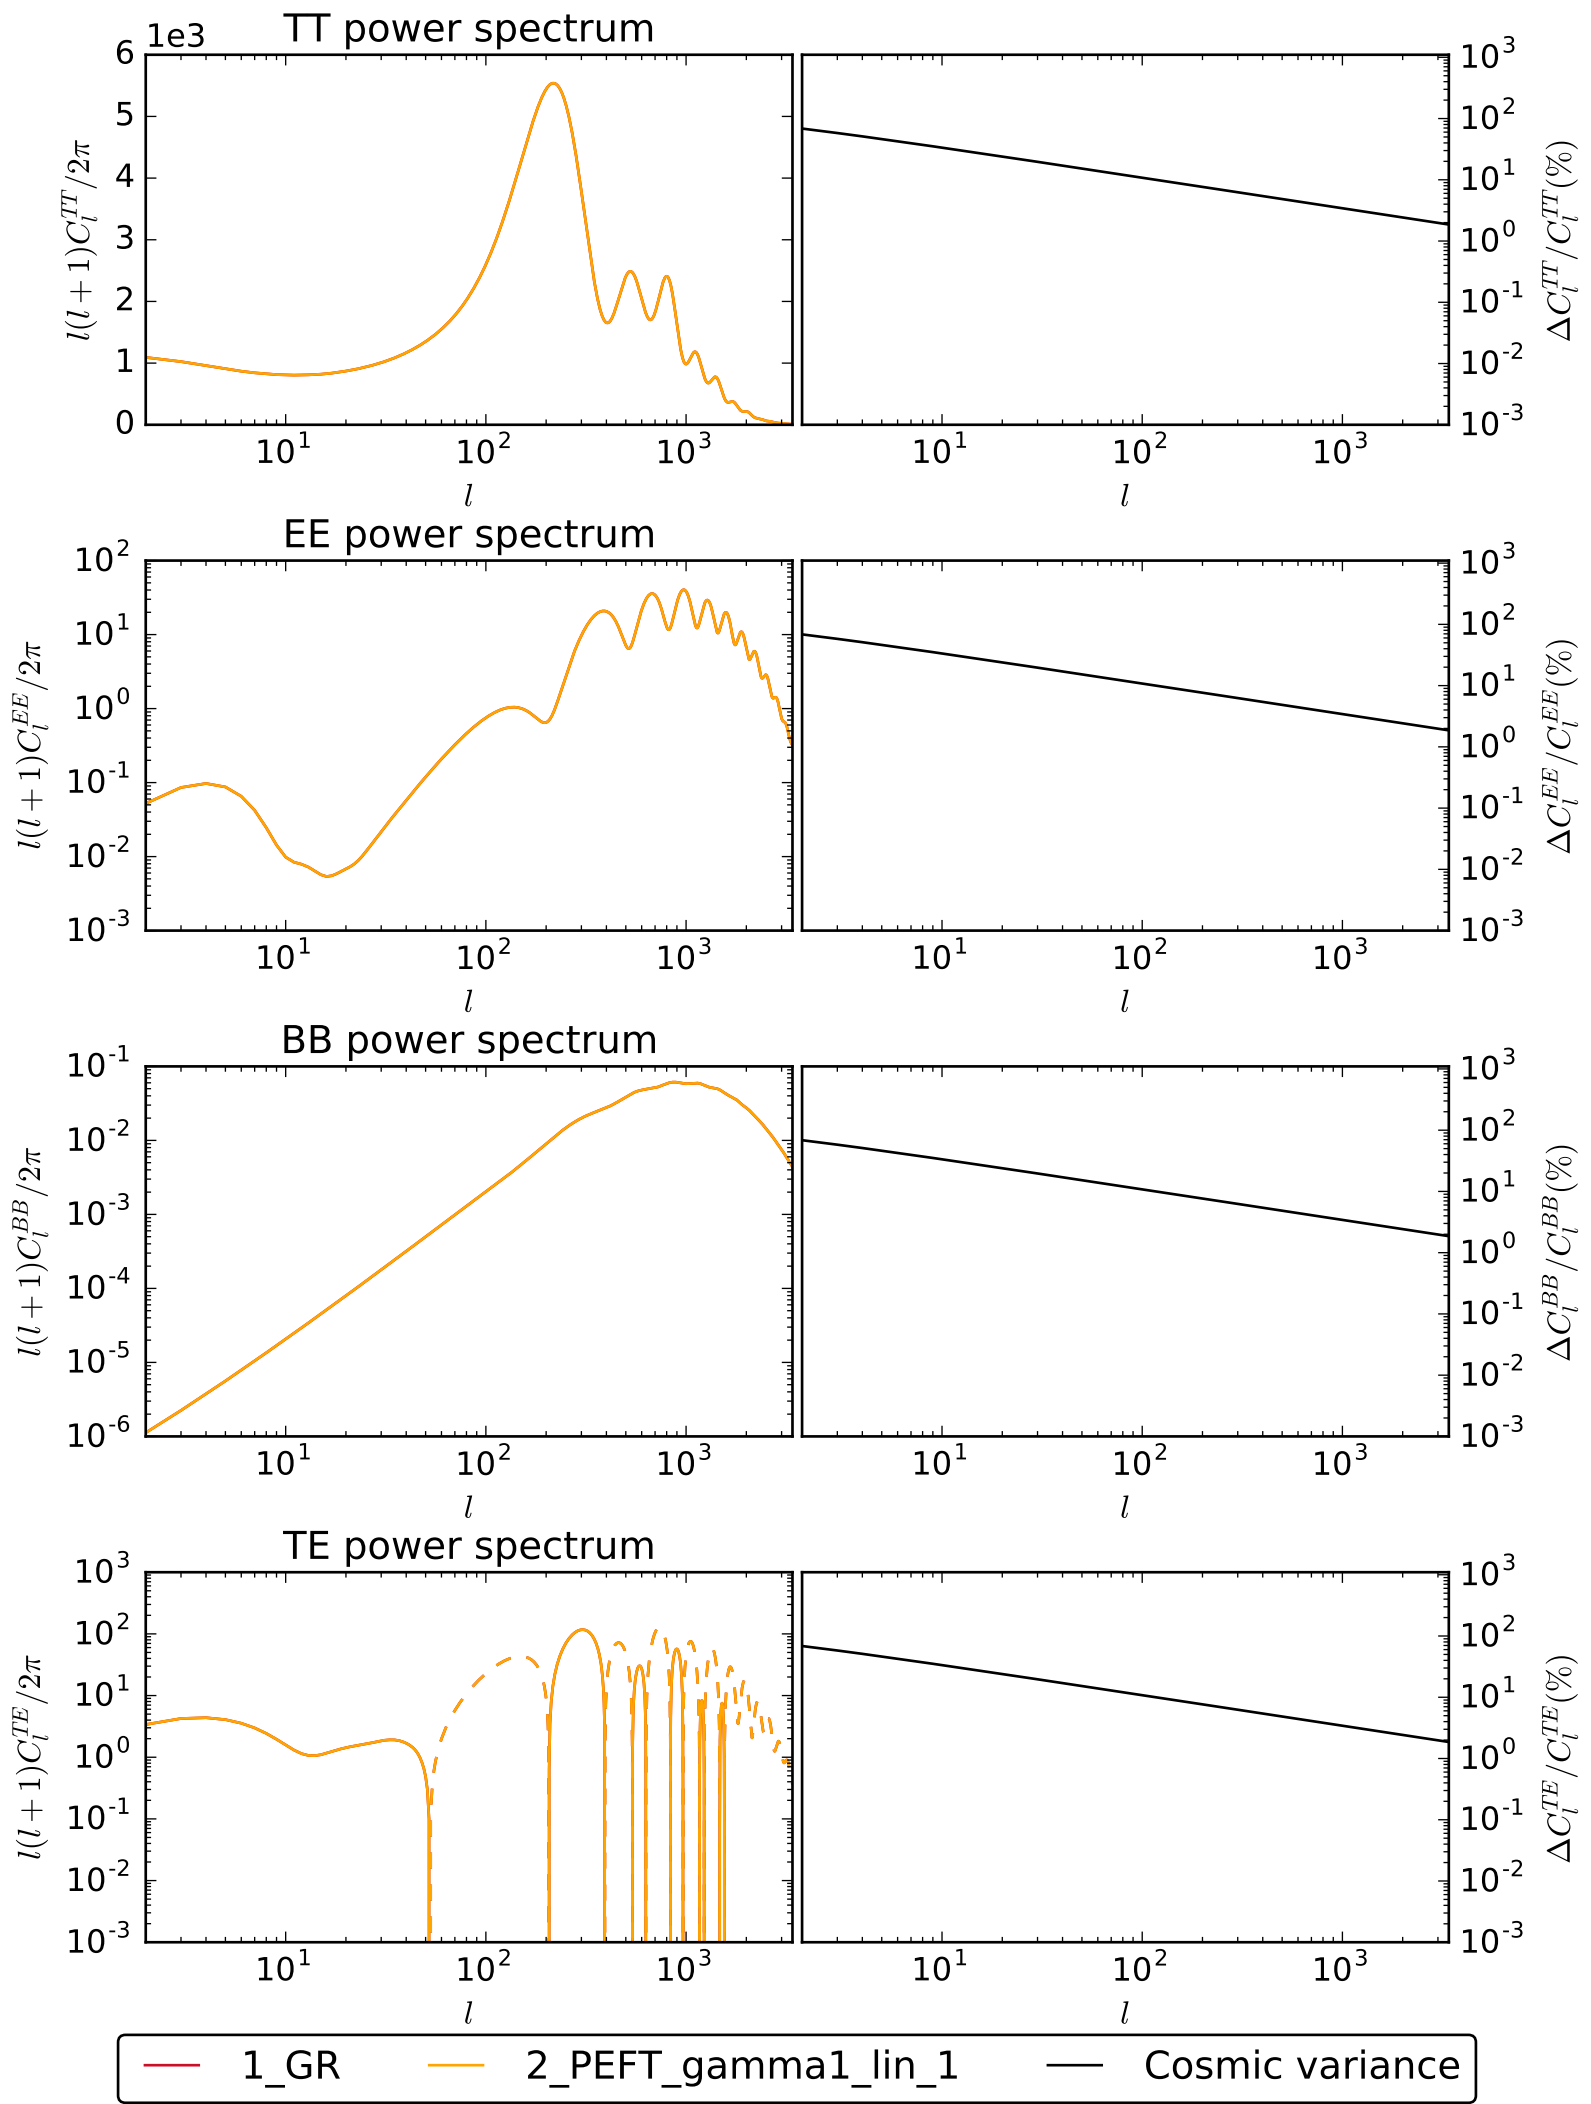 TT power spectrum
1e3
6
5
4
3
2
1
0
l(l+1)C_l^{TT}/2π
10^1 10^2 10^3
l
10^1 10^2 10^3
l
10^3
10^2
10^1
10^0
10^-1
10^-2
10^-3
ΔC_l^{TT}/C_l^{TT}(%)
EE power spectrum
10^2
10^1
10^0
10^-1
10^-2
10^-3
l(l+1)C_l^{EE}/2π
10^1 10^2 10^3
l
10^1 10^2 10^3
l
10^3
10^2
10^1
10^0
10^-1
10^-2
10^-3
ΔC_l^{EE}/C_l^{EE}(%)
BB power spectrum
10^-1
10^-2
10^-3
10^-4
10^-5
10^-6
l(l+1)C_l^{BB}/2π
10^1 10^2 10^3
l
10^1 10^2 10^3
l
10^3
10^2
10^1
10^0
10^-1
10^-2
10^-3
ΔC_l^{BB}/C_l^{BB}(%)
TE power spectrum
10^3
10^2
10^1
10^0
10^-1
10^-2
10^-3
l(l+1)C_l^{TE}/2π
10^1 10^2 10^3
l
10^1 10^2 10^3
l
10^3
10^2
10^1
10^0
10^-1
10^-2
10^-3
ΔC_l^{TE}/C_l^{TE}(%)
1_GR 2_PEFT_gamma1_lin_1 Cosmic variance